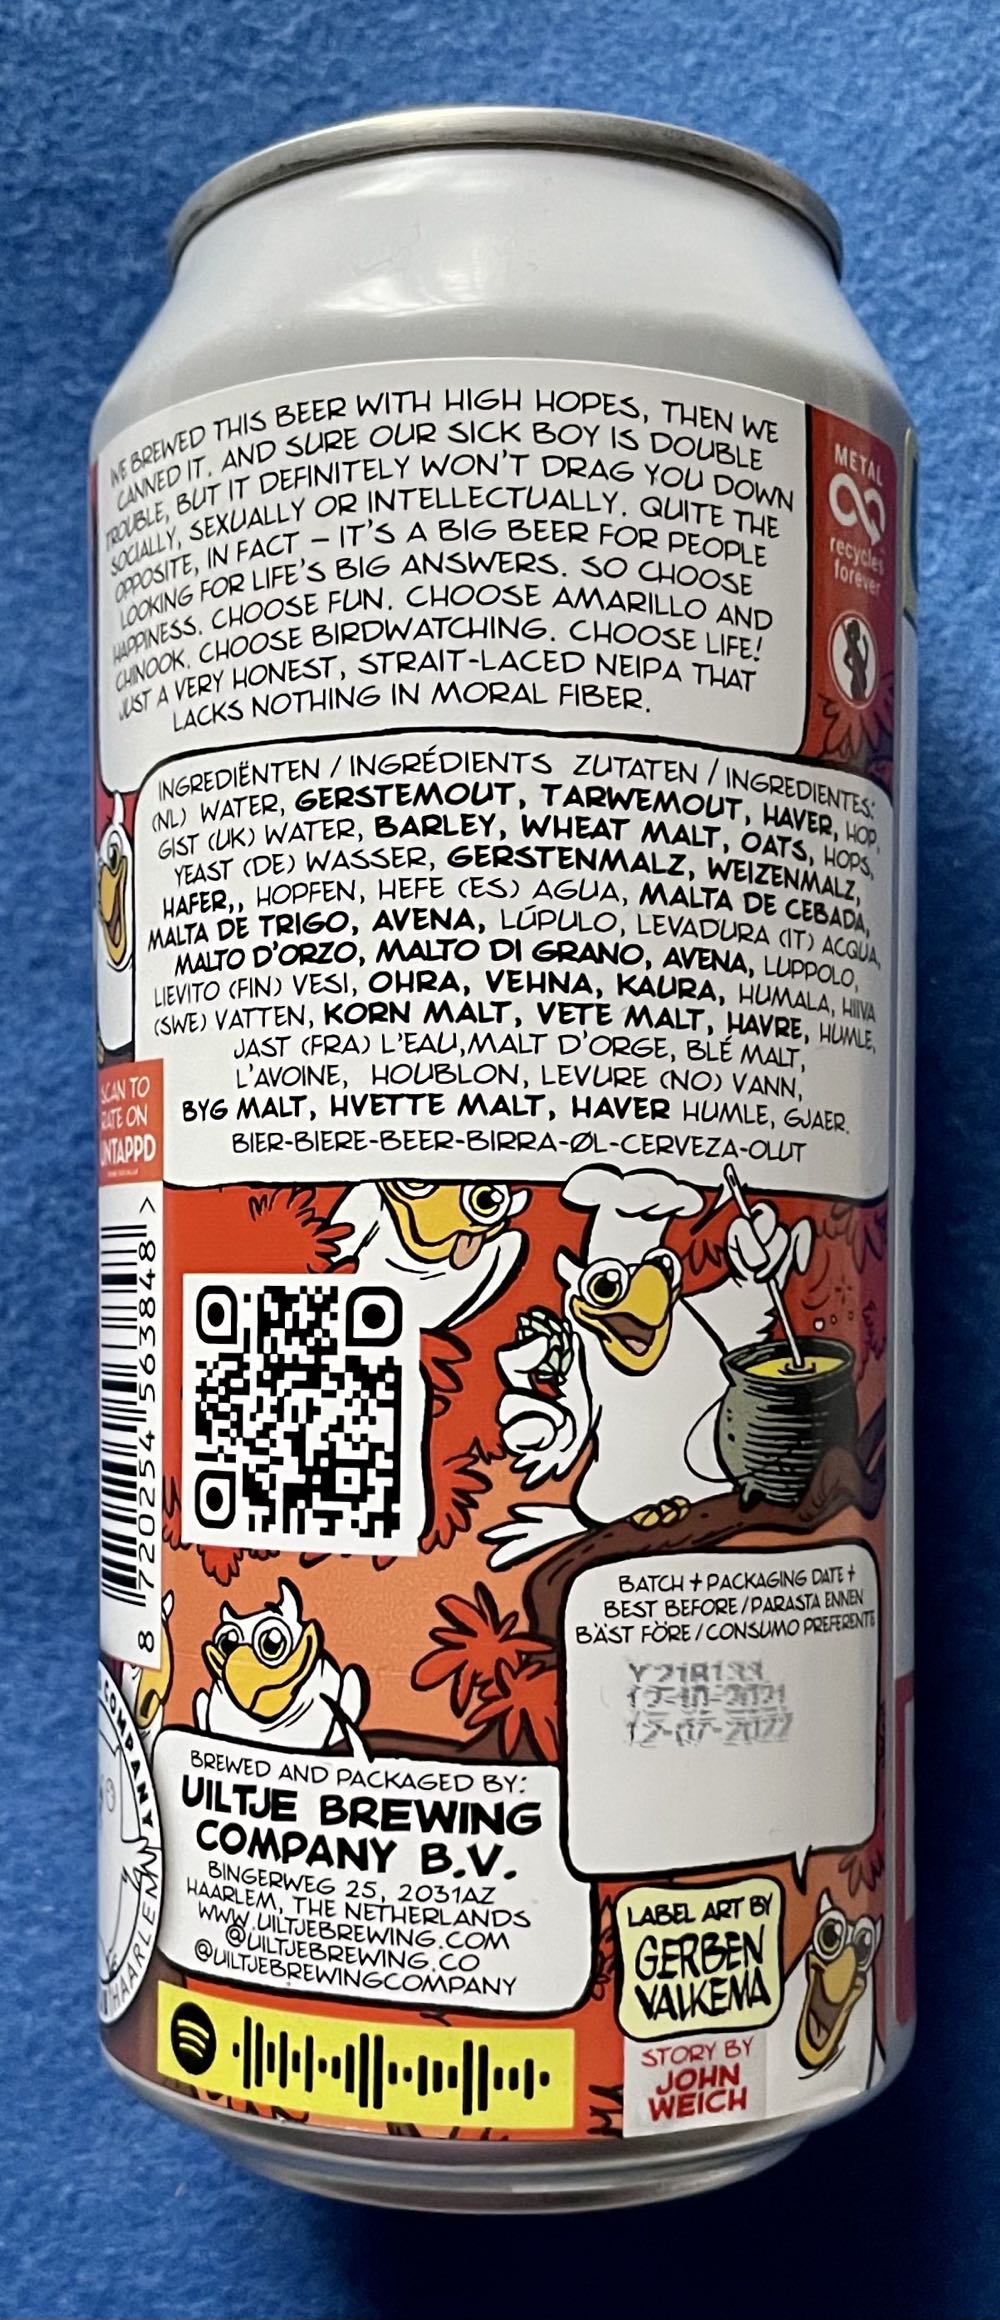 WE BREWED THIS BEER WITH HIGH HOPES, THEN WE
CANNED IT. AND SURE OUR SICK BOY IS DOUBLE
TROUBLE, BUT IT DEFINITELY WON'T DRAG YOU DOWN
SOCIALLY, SEXUALLY OR INTELLECTUALLY. QUITE THE
OPPOSITE, IN FACT – IT'S A BIG BEER FOR PEOPLE
LOOKING FOR LIFE'S BIG ANSWERS. SO CHOOSE
HAPPINESS. CHOOSE FUN. CHOOSE AMARILLO AND
CHINOOK. CHOOSE BIRDWATCHING. CHOOSE LIFE!
JUST A VERY HONEST, STRAIT-LACED NEIPA THAT
LACKS NOTHING IN MORAL FIBER.
METAL
recycles
forever
INGREDIËNTEN / INGRÉDIENTS ZUTATEN / INGREDIENTES:
(NL) WATER, GERSTEMOUT, TARWEMOUT, HAVER, HOP,
GIST (UK) WATER, BARLEY, WHEAT MALT, OATS, HOPS,
YEAST (DE) WASSER, GERSTENMALZ, WEIZENMALZ,
HAFER,, HOPFEN, HEFE (ES) AGUA, MALTA DE CEBADA,
MALTA DE TRIGO, AVENA, LÚPULO, LEVADURA (IT) ACQUA,
MALTO D'ORZO, MALTO DI GRANO, AVENA, LUPPOLO,
LIEVITO (FIN) VESI, OHRA, VEHNA, KAURA, HUMALA, HIIVA
(SWE) VATTEN, KORN MALT, VETE MALT, HAVRE, HUMLE,
JAST (FRA) L'EAU,MALT D'ORGE, BLÉ MALT,
L'AVOINE, HOUBLON, LEVURE (NO) VANN,
BYG MALT, HVETTE MALT, HAVER HUMLE, GJAER.
BIER-BIERE-BEER-BIRRA-ØL-CERVEZA-OLUT
SCAN TO
RATE ON
UNTAPPD
8 720254 563848 >
BATCH + PACKAGING DATE +
BEST BEFORE / PARASTA ENNEN
BÄST FÖRE / CONSUMO PREFERENTE
Y21B133
12-10-2021
12-07-2022
BREWED AND PACKAGED BY:
UILTJE BREWING
COMPANY B.V.
BINGERWEG 25, 2031AZ
HAARLEM, THE NETHERLANDS
WWW.UILTJEBREWING.COM
@UILTJEBREWING.CO
@UILTJEBREWINGCOMPANY
COMPANY
HAARLEM
LABEL ART BY
GERBEN
VALKEMA
STORY BY
JOHN
WEICH